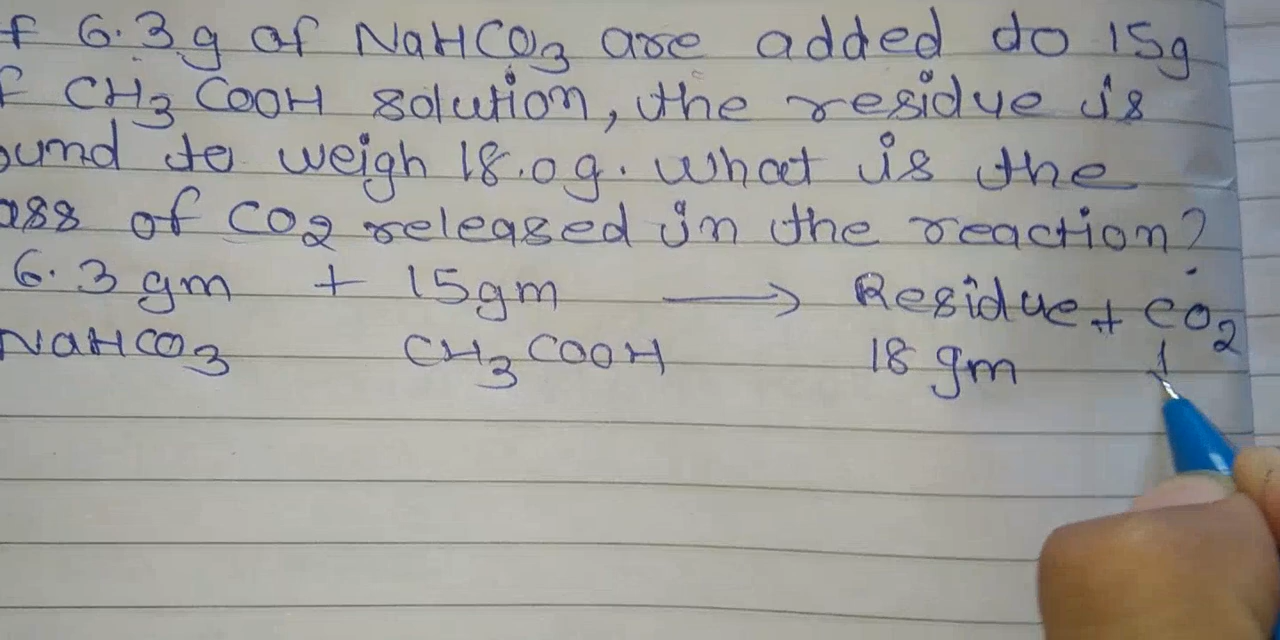 f 6.3 g of NaHCO3 are added to 15g
f CH3COOH solution, the residue is
ound to weigh 18.0g. What is the
ass of CO2 released in the reaction?
6.3 gm + 15gm ⟶ Residue + CO2
NaHCO3 CH3COOH 18 gm